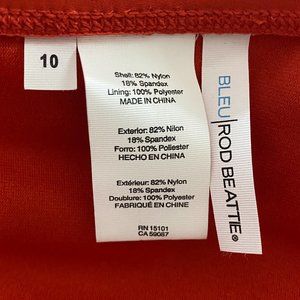 10
Shell: 82% Nylon
18% Spandex
Lining: 100% Polyester
MADE IN CHINA
Exterior: 82% Nilon
18% Spandex
Forro: 100% Poliester
HECHO EN CHINA
Extérieur: 82% Nylon
18% Spandex
Doublure: 100% Polyester
FABRIQUÉ EN CHINE
RN 15101
CA 59087
BLEU|ROD BEATTIE®